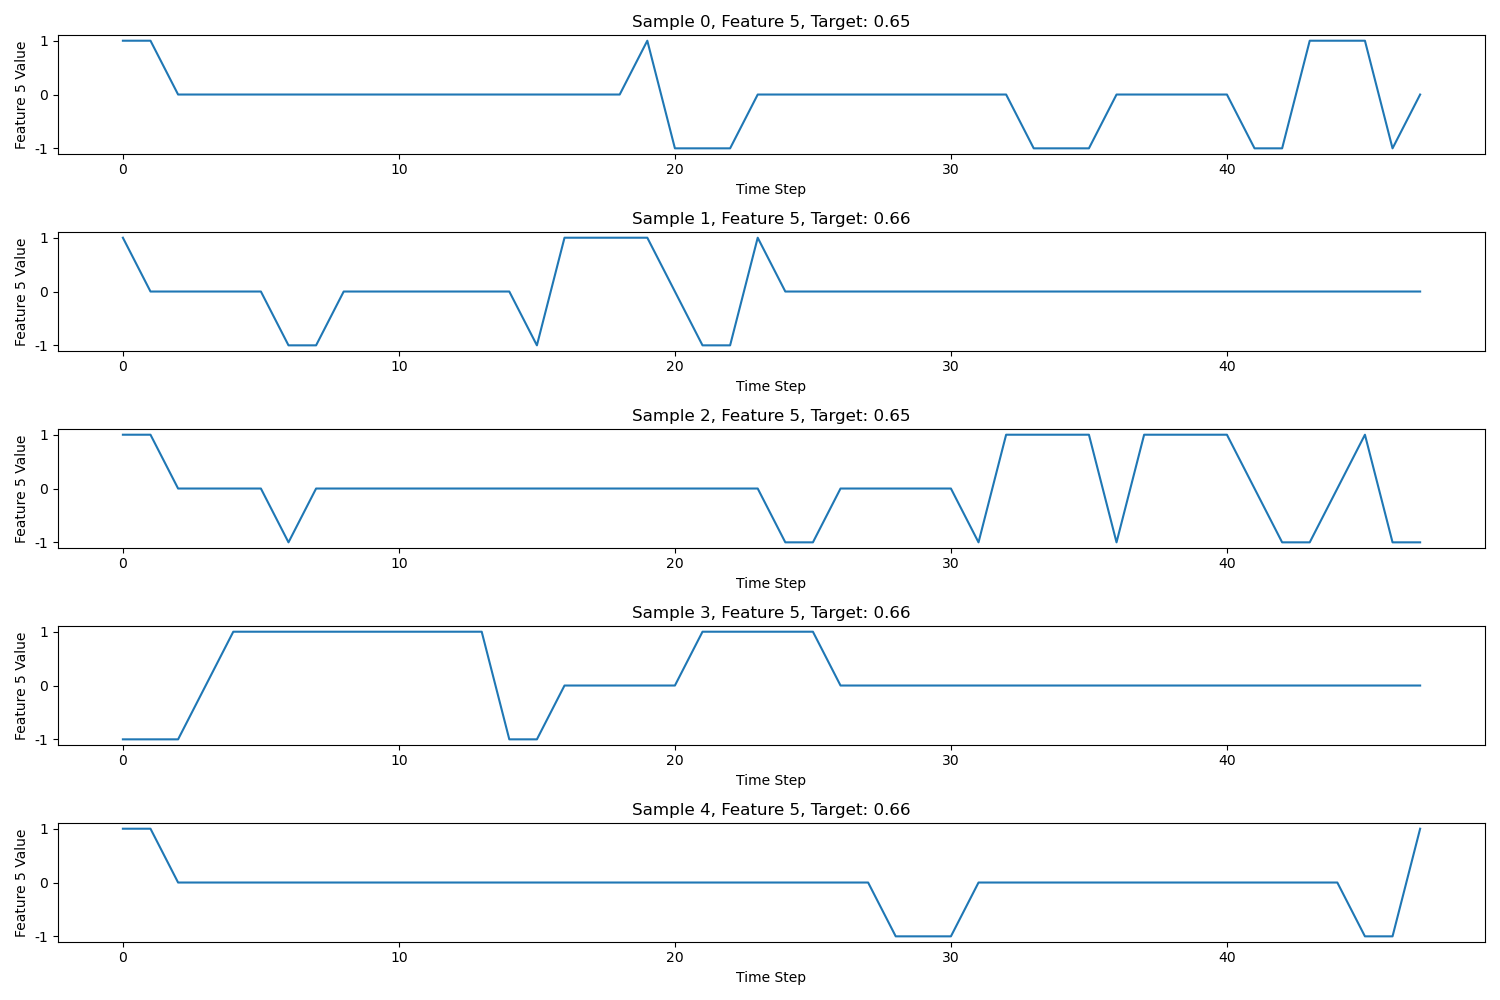 Sample 0, Feature 5, Target: 0.65
Feature 5 Value
1
0
-1
0 10 20 30 40
Time Step
Sample 1, Feature 5, Target: 0.66
Feature 5 Value
1
0
-1
0 10 20 30 40
Time Step
Sample 2, Feature 5, Target: 0.65
Feature 5 Value
1
0
-1
0 10 20 30 40
Time Step
Sample 3, Feature 5, Target: 0.66
Feature 5 Value
1
0
-1
0 10 20 30 40
Time Step
Sample 4, Feature 5, Target: 0.66
Feature 5 Value
1
0
-1
0 10 20 30 40
Time Step